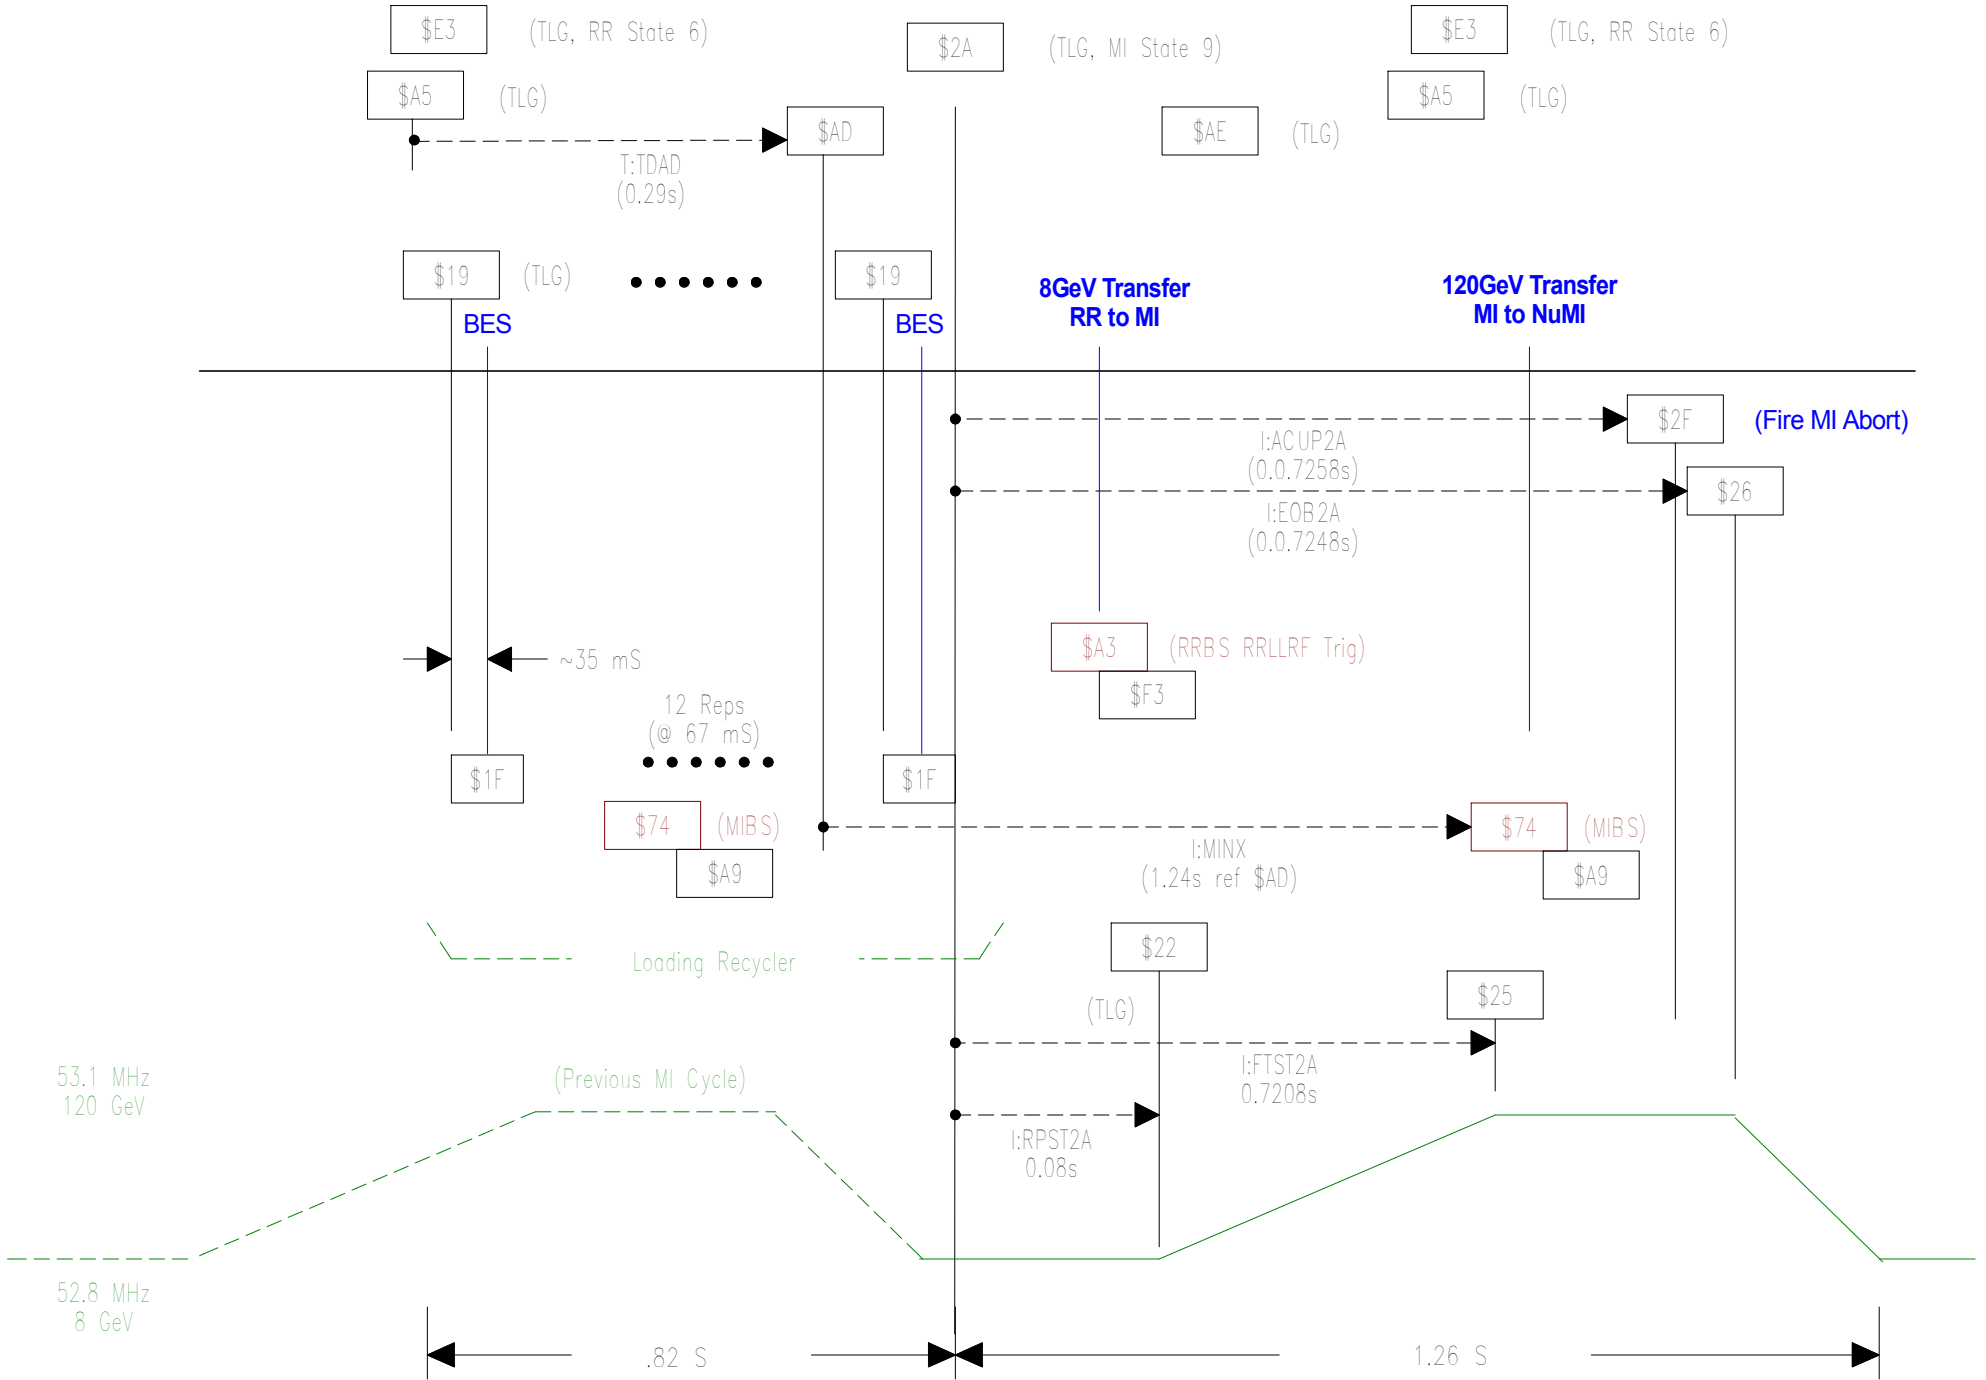 $E3 (TLG, RR State 6)
$2A (TLG, MI State 9)
$E3 (TLG, RR State 6)
$A5 (TLG)
$A5 (TLG)
$AD
$AE (TLG)
T:TDAD
(0.29s)
$19 (TLG)
$19
BES
BES
8GeV Transfer
RR to MI
120GeV Transfer
MI to NuMI
$2F (Fire MI Abort)
I:ACUP2A
(0.0.7258s)
$26
I:EOB2A
(0.0.7248s)
~35 mS
$A3 (RRBS RRLLRF Trig)
$F3
12 Reps
(@ 67 mS)
$1F
$1F
$74 (MIBS)
$74 (MIBS)
$A9
I:MINX
(1.24s ref $AD)
$A9
Loading Recycler
$22
(TLG)
$25
I:FTST2A
0.7208s
53.1 MHz
120 GeV
(Previous MI Cycle)
I:RPST2A
0.08s
52.8 MHz
8 GeV
.82 S
1.26 S